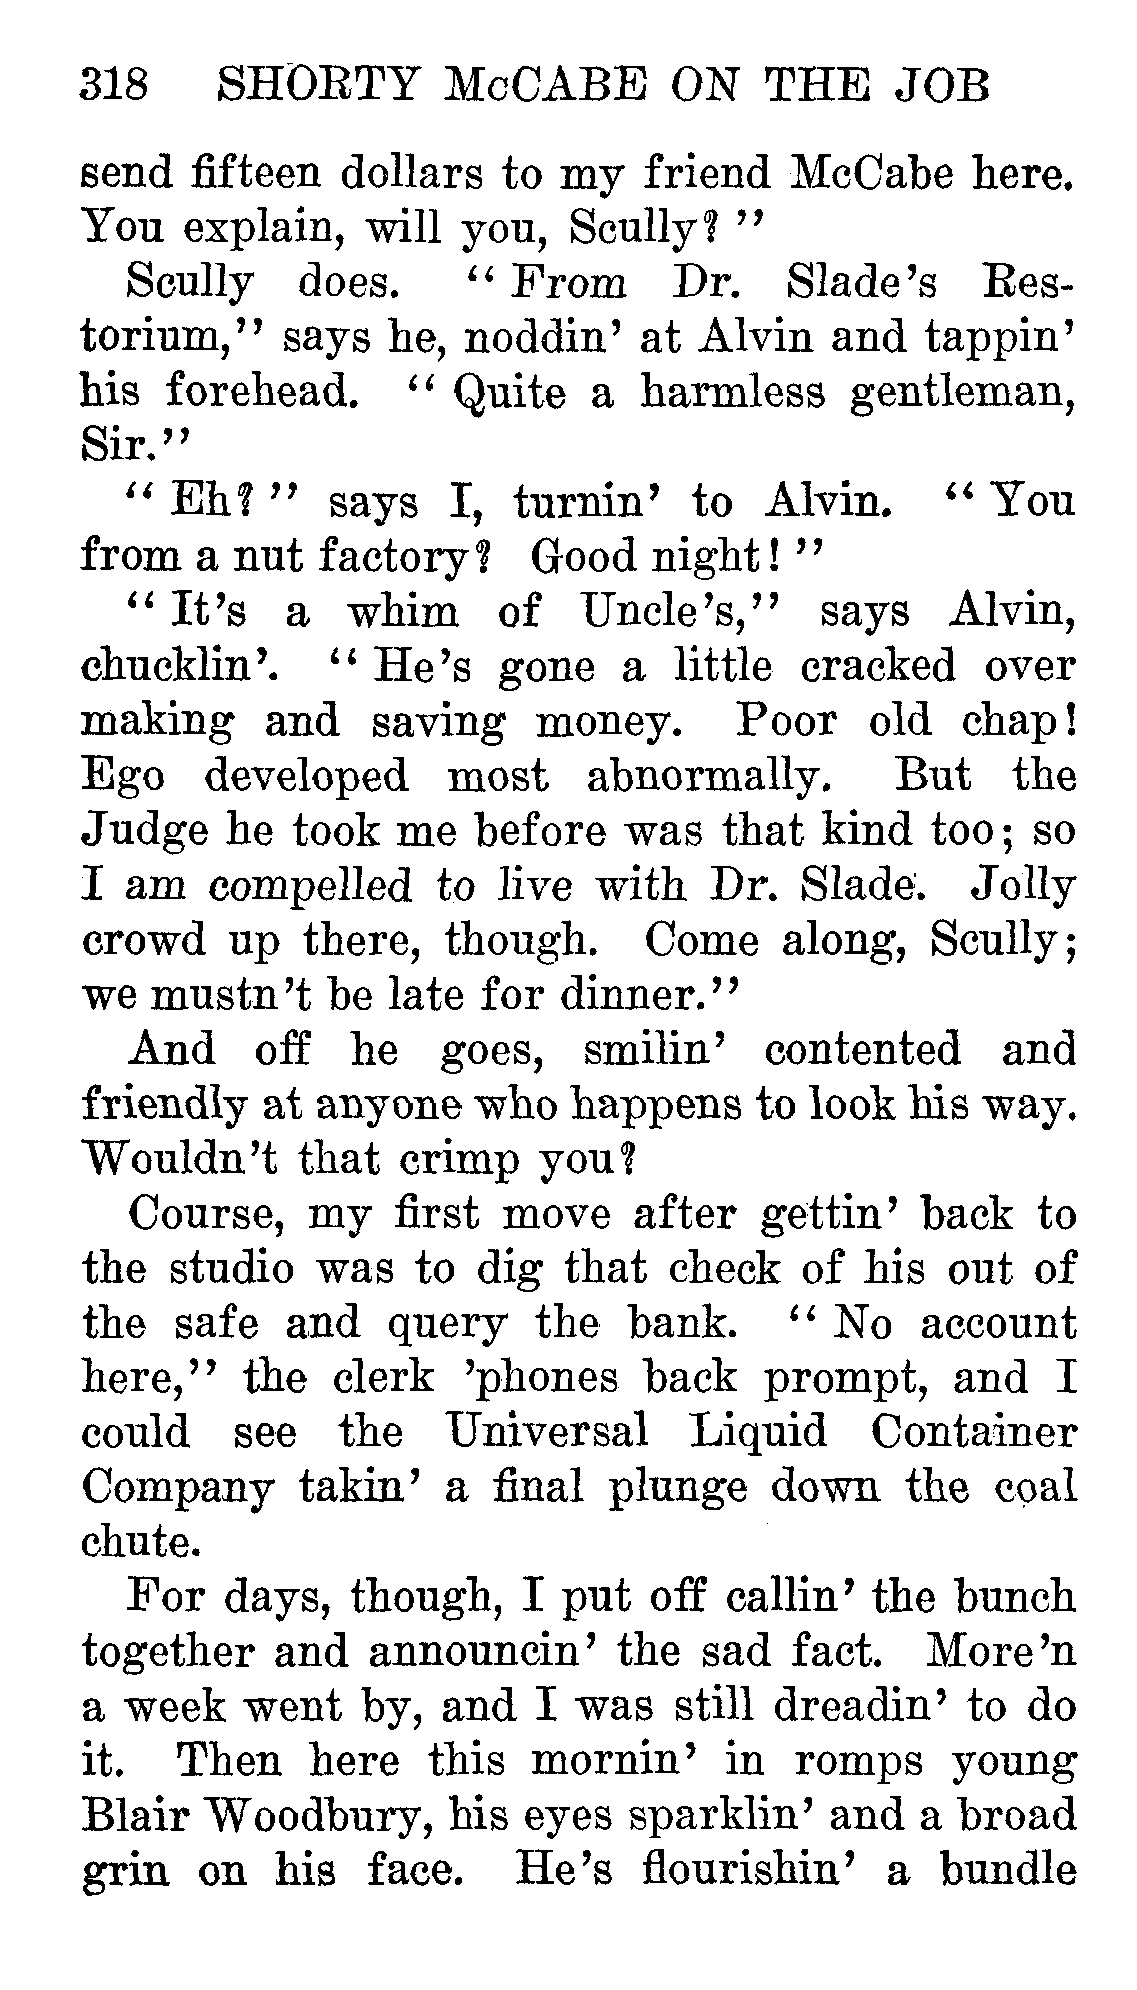 318 SHORTY McCABE ON THE JOB
send fifteen dollars to my friend McCabe here.
You explain, will you, Scully? ”
Scully does. “ From Dr. Slade’s Res-
torium,” says he, noddin’ at Alvin and tappin’
his forehead. “ Quite a harmless gentleman,
Sir.”
“ Eh? ” says I, turnin’ to Alvin. “ You
from a nut factory? Good night! ”
“ It’s a whim of Uncle’s,” says Alvin,
chucklin’. “ He’s gone a little cracked over
making and saving money. Poor old chap!
Ego developed most abnormally. But the
Judge he took me before was that kind too; so
I am compelled to live with Dr. Slade. Jolly
crowd up there, though. Come along, Scully;
we mustn’t be late for dinner.”
And off he goes, smilin’ contented and
friendly at anyone who happens to look his way.
Wouldn’t that crimp you?
Course, my first move after gettin’ back to
the studio was to dig that check of his out of
the safe and query the bank. “ No account
here,” the clerk ’phones back prompt, and I
could see the Universal Liquid Container
Company takin’ a final plunge down the coal
chute.
For days, though, I put off callin’ the bunch
together and announcin’ the sad fact. More’n
a week went by, and I was still dreadin’ to do
it. Then here this mornin’ in romps young
Blair Woodbury, his eyes sparklin’ and a broad
grin on his face. He’s flourishin’ a bundle